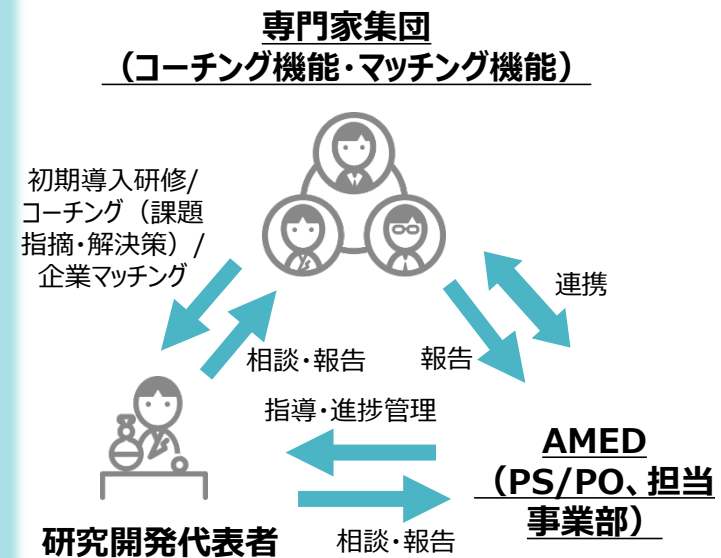 専門家集団
（コーチング機能・マッチング機能）
初期導入研修/
コーチング（課題
指摘・解決策）/
企業マッチング
連携
相談・報告
報告
指導・進捗管理
AMED
（PS/PO、担当
事業部）
研究開発代表者
相談・報告